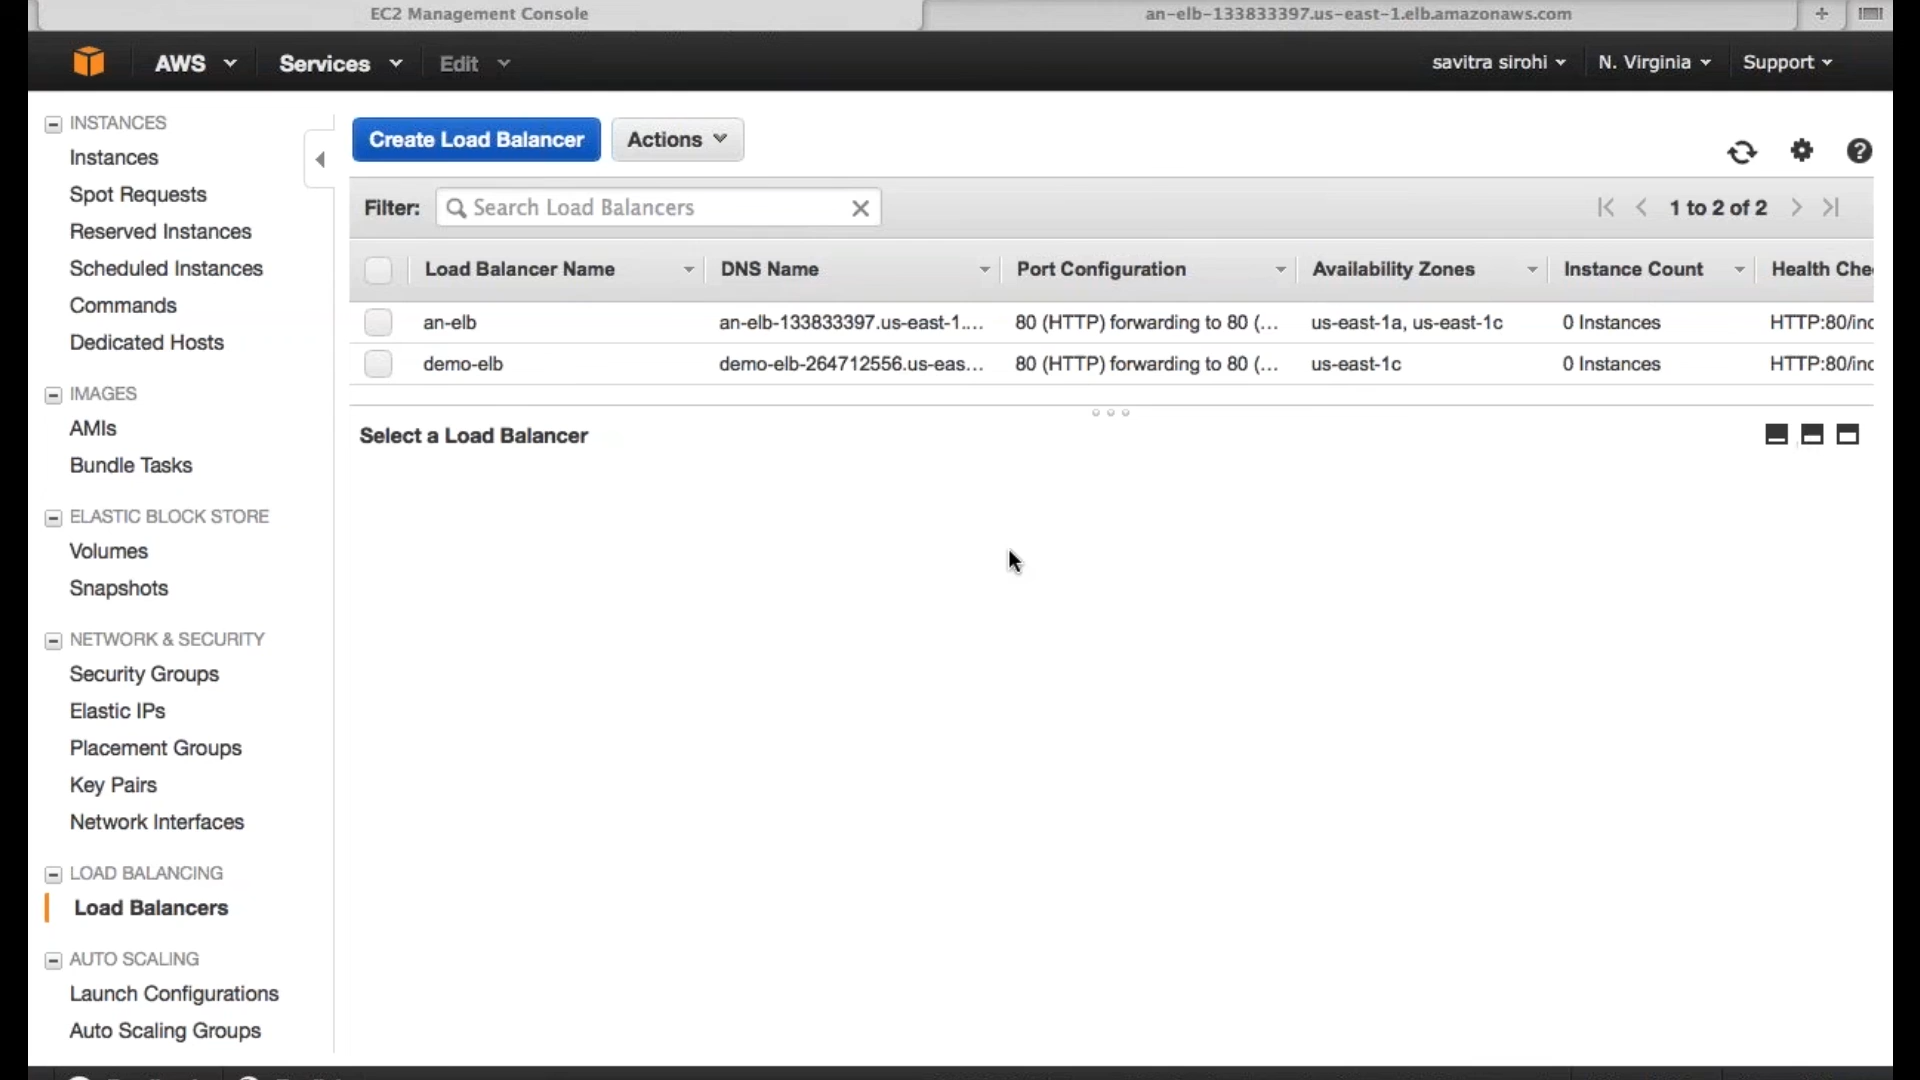 EC2 Management Console
an-elb-133833397.us-east-1.elb.amazonaws.com
AWS Services Edit savitra sirohi N. Virginia Support
INSTANCES
Instances
Spot Requests
Reserved Instances
Scheduled Instances
Commands
Dedicated Hosts
IMAGES
AMIs
Bundle Tasks
ELASTIC BLOCK STORE
Volumes
Snapshots
NETWORK & SECURITY
Security Groups
Elastic IPs
Placement Groups
Key Pairs
Network Interfaces
LOAD BALANCING
Load Balancers
AUTO SCALING
Launch Configurations
Auto Scaling Groups
Create Load Balancer Actions
Filter: Search Load Balancers 1 to 2 of 2
Load Balancer Name DNS Name Port Configuration Availability Zones Instance Count Health Che
an-elb an-elb-133833397.us-east-1.... 80 (HTTP) forwarding to 80 (... us-east-1a, us-east-1c 0 Instances HTTP:80/inc
demo-elb demo-elb-264712556.us-eas... 80 (HTTP) forwarding to 80 (... us-east-1c 0 Instances HTTP:80/inc
Select a Load Balancer